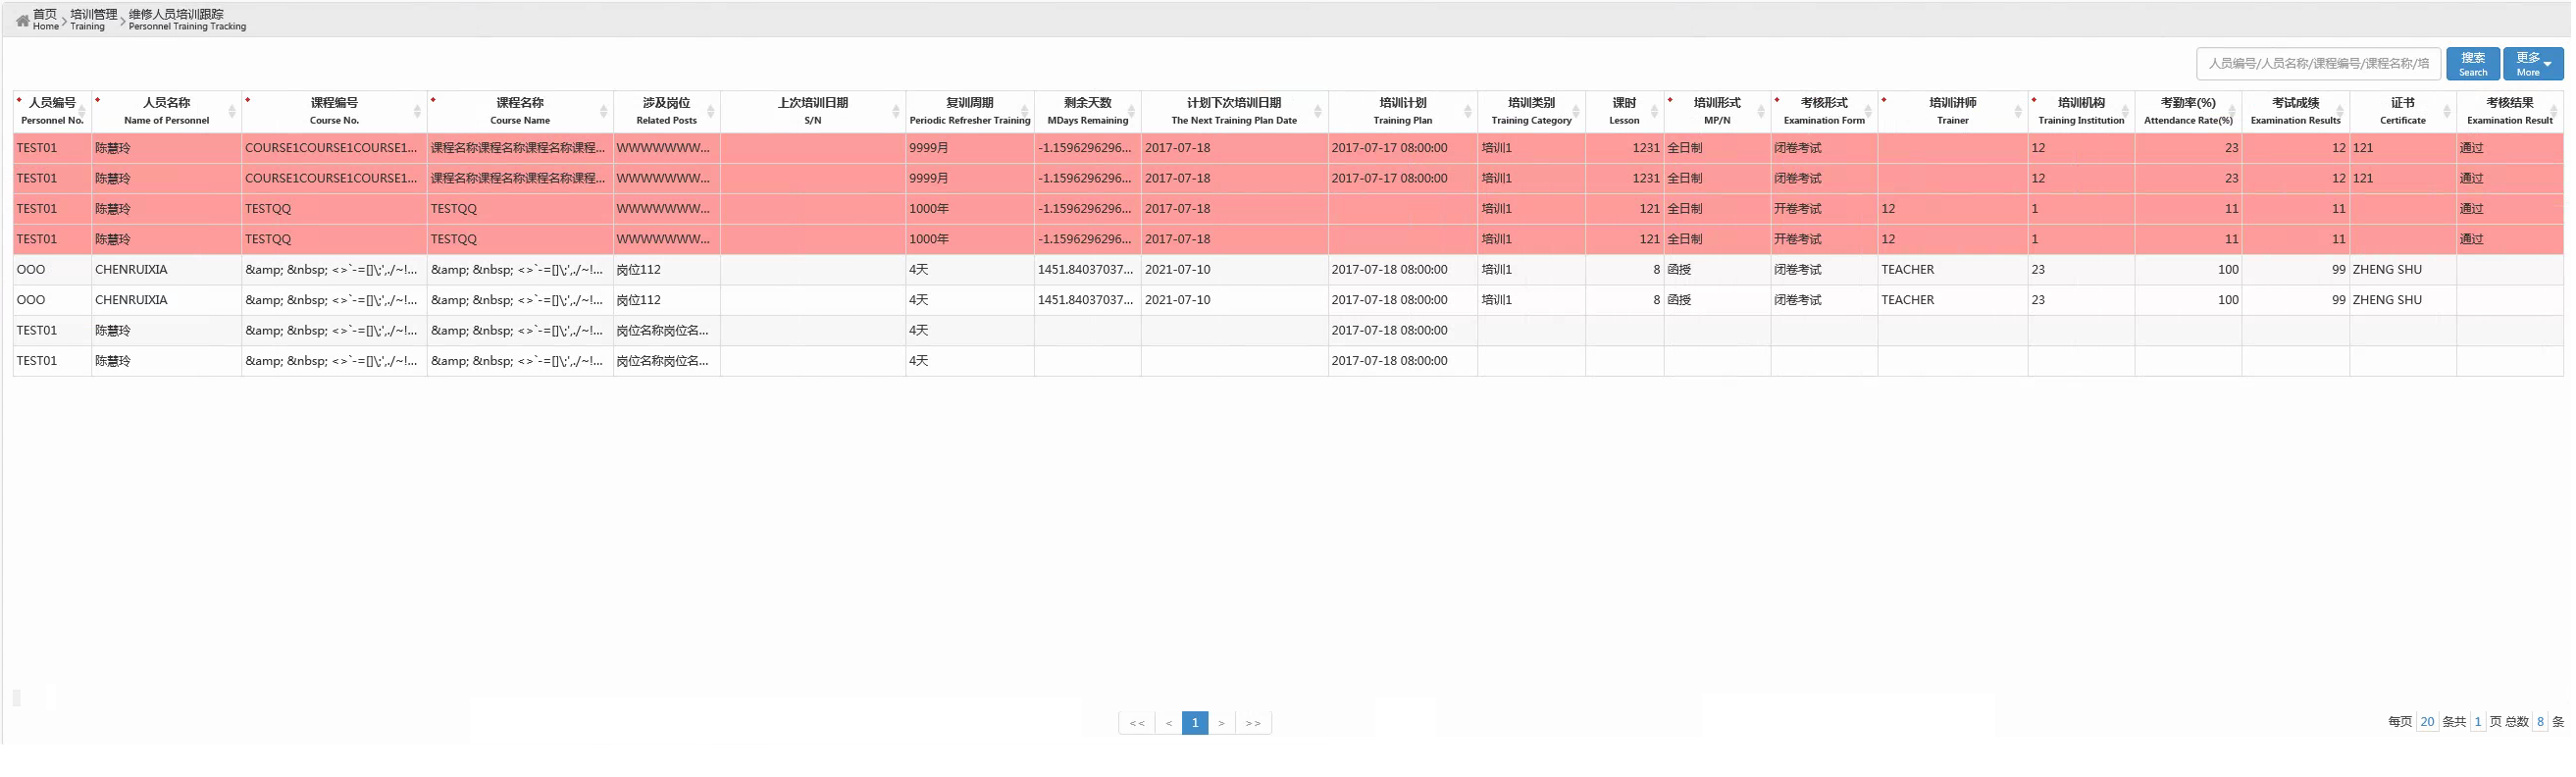 首页 培训管理 维修人员培训跟踪
Home Training Personnel Training Tracking
人员编号/人员名称/课程编号/课程名称/培 搜索 更多
Search More
人员编号 人员名称 课程编号 课程名称 涉及岗位 上次培训日期 复训周期 剩余天数 计划下次培训日期 培训计划 培训类别 课时 培训形式 考核形式 培训讲师 培训机构 考勤率(%) 考试成绩 证书 考核结果
Personnel No. Name of Personnel Course No. Course Name Related Posts S/N Periodic Refresher Training MDays Remaining The Next Training Plan Date Training Plan Training Category Lesson MP/N Examination Form Trainer Training Institution Attendance Rate(%) Examination Results Certificate Examination Result
TEST01 陈慧玲 COURSE1COURSE1COURSE1... 课程名称课程名称课程名称课程... WWWWWWW... 9999月 -1.1596296296... 2017-07-18 2017-07-17 08:00:00 培训1 1231 全日制 闭卷考试 12 23 12 121 通过
TEST01 陈慧玲 COURSE1COURSE1COURSE1... 课程名称课程名称课程名称课程... WWWWWWW... 9999月 -1.1596296296... 2017-07-18 2017-07-17 08:00:00 培训1 1231 全日制 闭卷考试 12 23 12 121 通过
TEST01 陈慧玲 TESTQQ TESTQQ WWWWWWW... 1000年 -1.1596296296... 2017-07-18 培训1 121 全日制 开卷考试 12 1 11 11 通过
TEST01 陈慧玲 TESTQQ TESTQQ WWWWWWW... 1000年 -1.1596296296... 2017-07-18 培训1 121 全日制 开卷考试 12 1 11 11 通过
OOO CHENRUIXIA &amp; &nbsp; <>`-=[]\;',./~!... &amp; &nbsp; <>`-=[]\;',./~!... 岗位112 4天 1451.84037037... 2021-07-10 2017-07-18 08:00:00 培训1 8 函授 闭卷考试 TEACHER 23 100 99 ZHENG SHU
OOO CHENRUIXIA &amp; &nbsp; <>`-=[]\;',./~!... &amp; &nbsp; <>`-=[]\;',./~!... 岗位112 4天 1451.84037037... 2021-07-10 2017-07-18 08:00:00 培训1 8 函授 闭卷考试 TEACHER 23 100 99 ZHENG SHU
TEST01 陈慧玲 &amp; &nbsp; <>`-=[]\;',./~!... &amp; &nbsp; <>`-=[]\;',./~!... 岗位名称岗位名... 4天 2017-07-18 08:00:00
TEST01 陈慧玲 &amp; &nbsp; <>`-=[]\;',./~!... &amp; &nbsp; <>`-=[]\;',./~!... 岗位名称岗位名... 4天 2017-07-18 08:00:00
<< < 1 > >> 每页 20 条共 1 页 总数 8 条